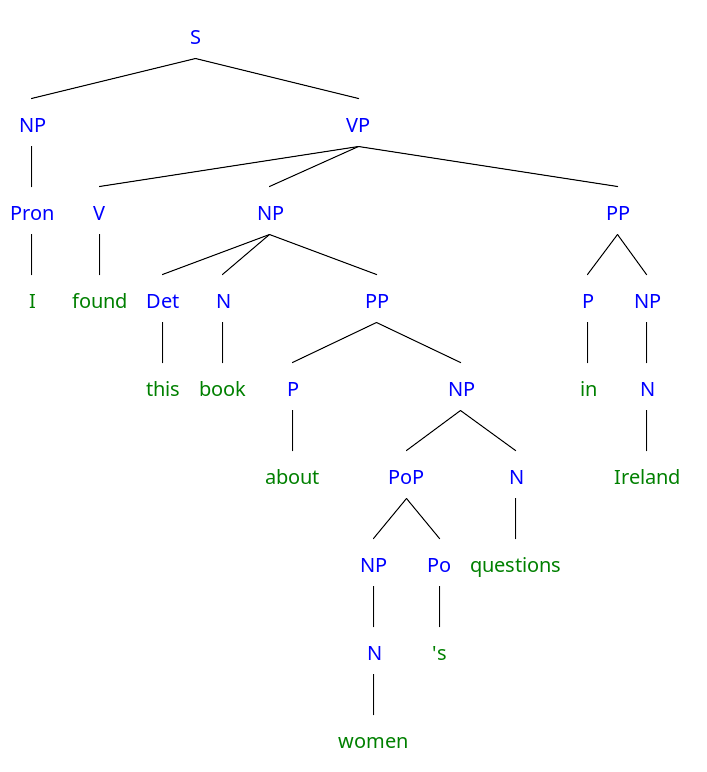 S
NP VP
Pron V NP PP
I found Det N PP P NP
this book P NP in N
about PoP N Ireland
NP Po questions
N 's
women